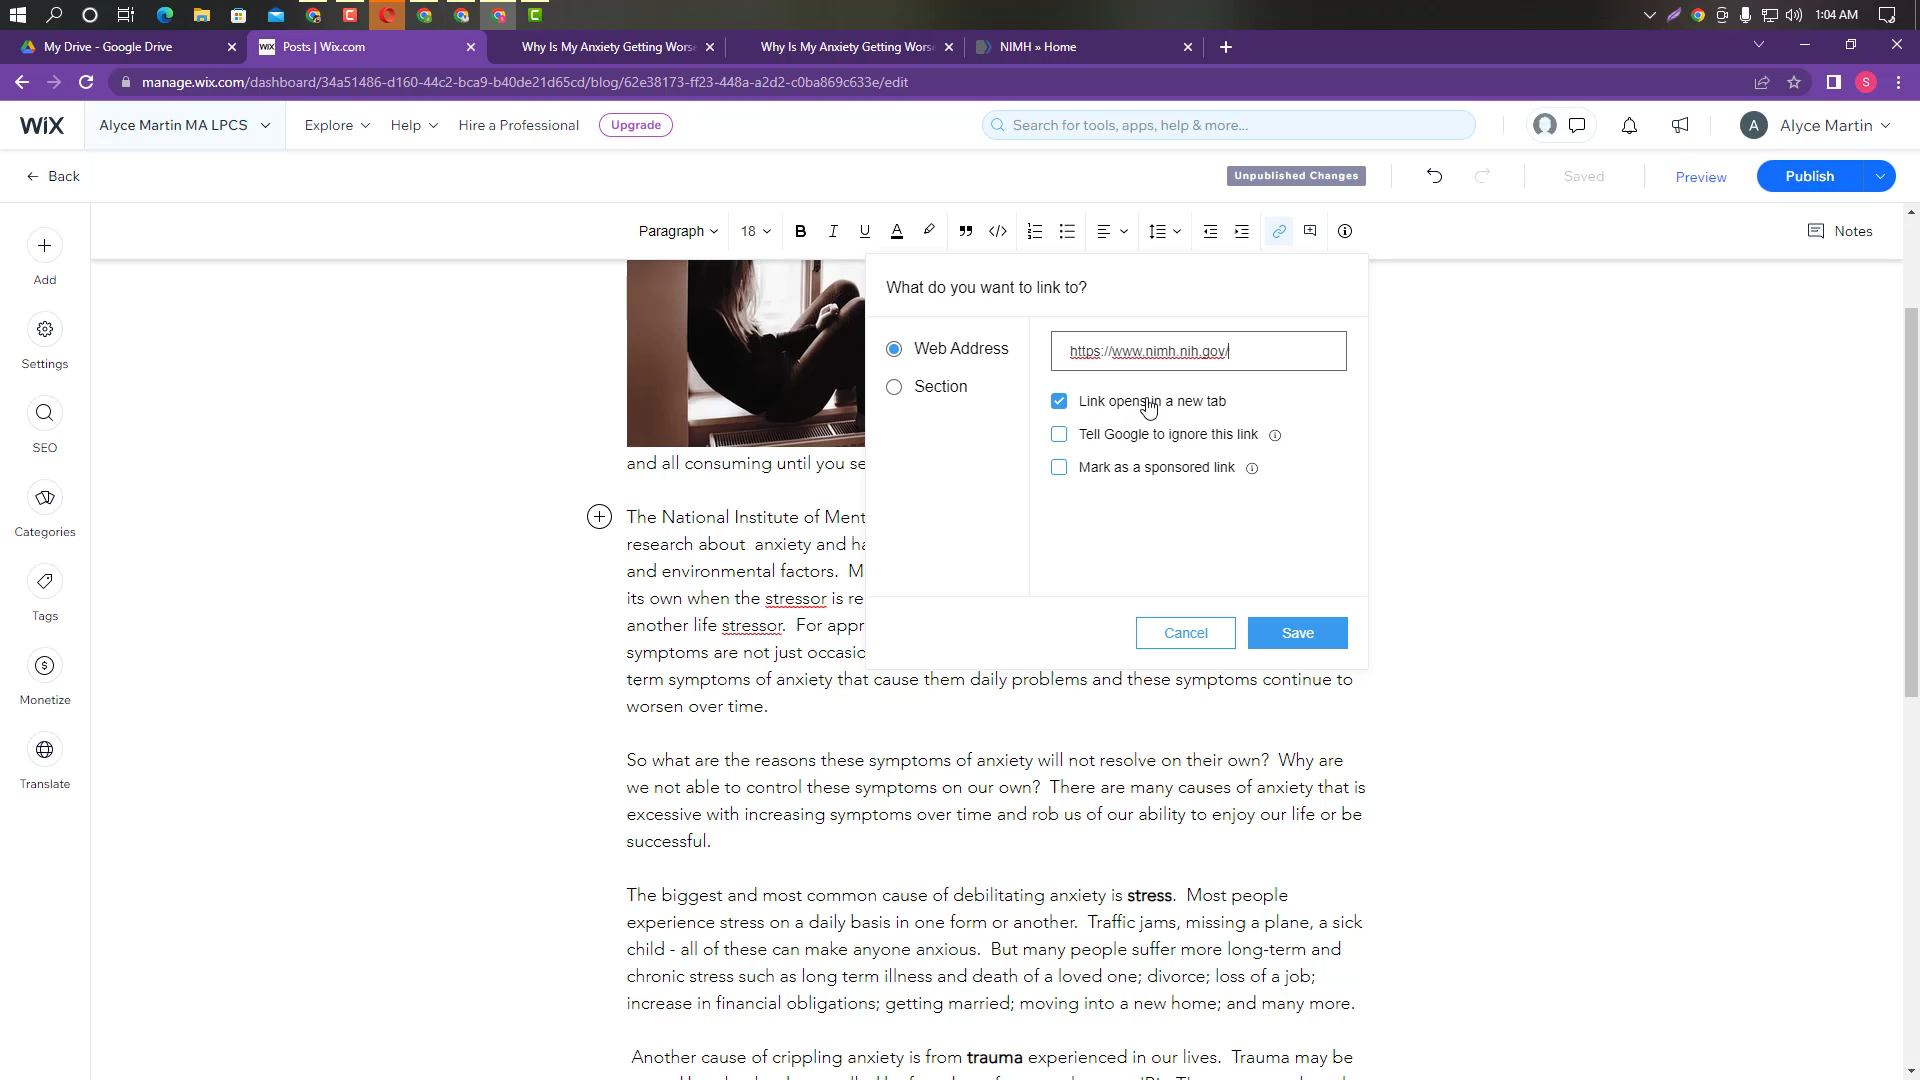 1:04 AM
My Drive - Google Drive
WiX
Posts | Wix.com
Why Is My Anxiety Getting Worse
Why Is My Anxiety Getting Worse
NIMH » Home
manage.wix.com/dashboard/34a51486-d160-44c2-bca9-b40de21d65cd/blog/62e38173-ff23-448a-a2d2-c0ba869c633e/edit
S
WiX
Alyce Martin MA LPCS
Explore
Help
Hire a Professional
Upgrade
Search for tools, apps, help & more...
A
Alyce Martin
Back
Unpublished Changes
Saved
Preview
Publish
Paragraph
18
B
I
U
A
Notes
Add
Settings
SEO
Categories
Tags
Monetize
Translate
What do you want to link to?
Web Address
Section
https://www.nimh.nih.gov/
Link opens in a new tab
Tell Google to ignore this link
Mark as a sponsored link
Cancel
Save
and all consuming until you se
The National Institute of Ment
research about anxiety and ha
and environmental factors. M
its own when the stressor is re
another life stressor. For appr
symptoms are not just occasio
term symptoms of anxiety that cause them daily problems and these symptoms continue to
worsen over time.
So what are the reasons these symptoms of anxiety will not resolve on their own? Why are
we not able to control these symptoms on our own? There are many causes of anxiety that is
excessive with increasing symptoms over time and rob us of our ability to enjoy our life or be
successful.
The biggest and most common cause of debilitating anxiety is stress. Most people
experience stress on a daily basis in one form or another. Traffic jams, missing a plane, a sick
child - all of these can make anyone anxious. But many people suffer more long-term and
chronic stress such as long term illness and death of a loved one; divorce; loss of a job;
increase in financial obligations; getting married; moving into a new home; and many more.
Another cause of crippling anxiety is from trauma experienced in our lives. Trauma may be